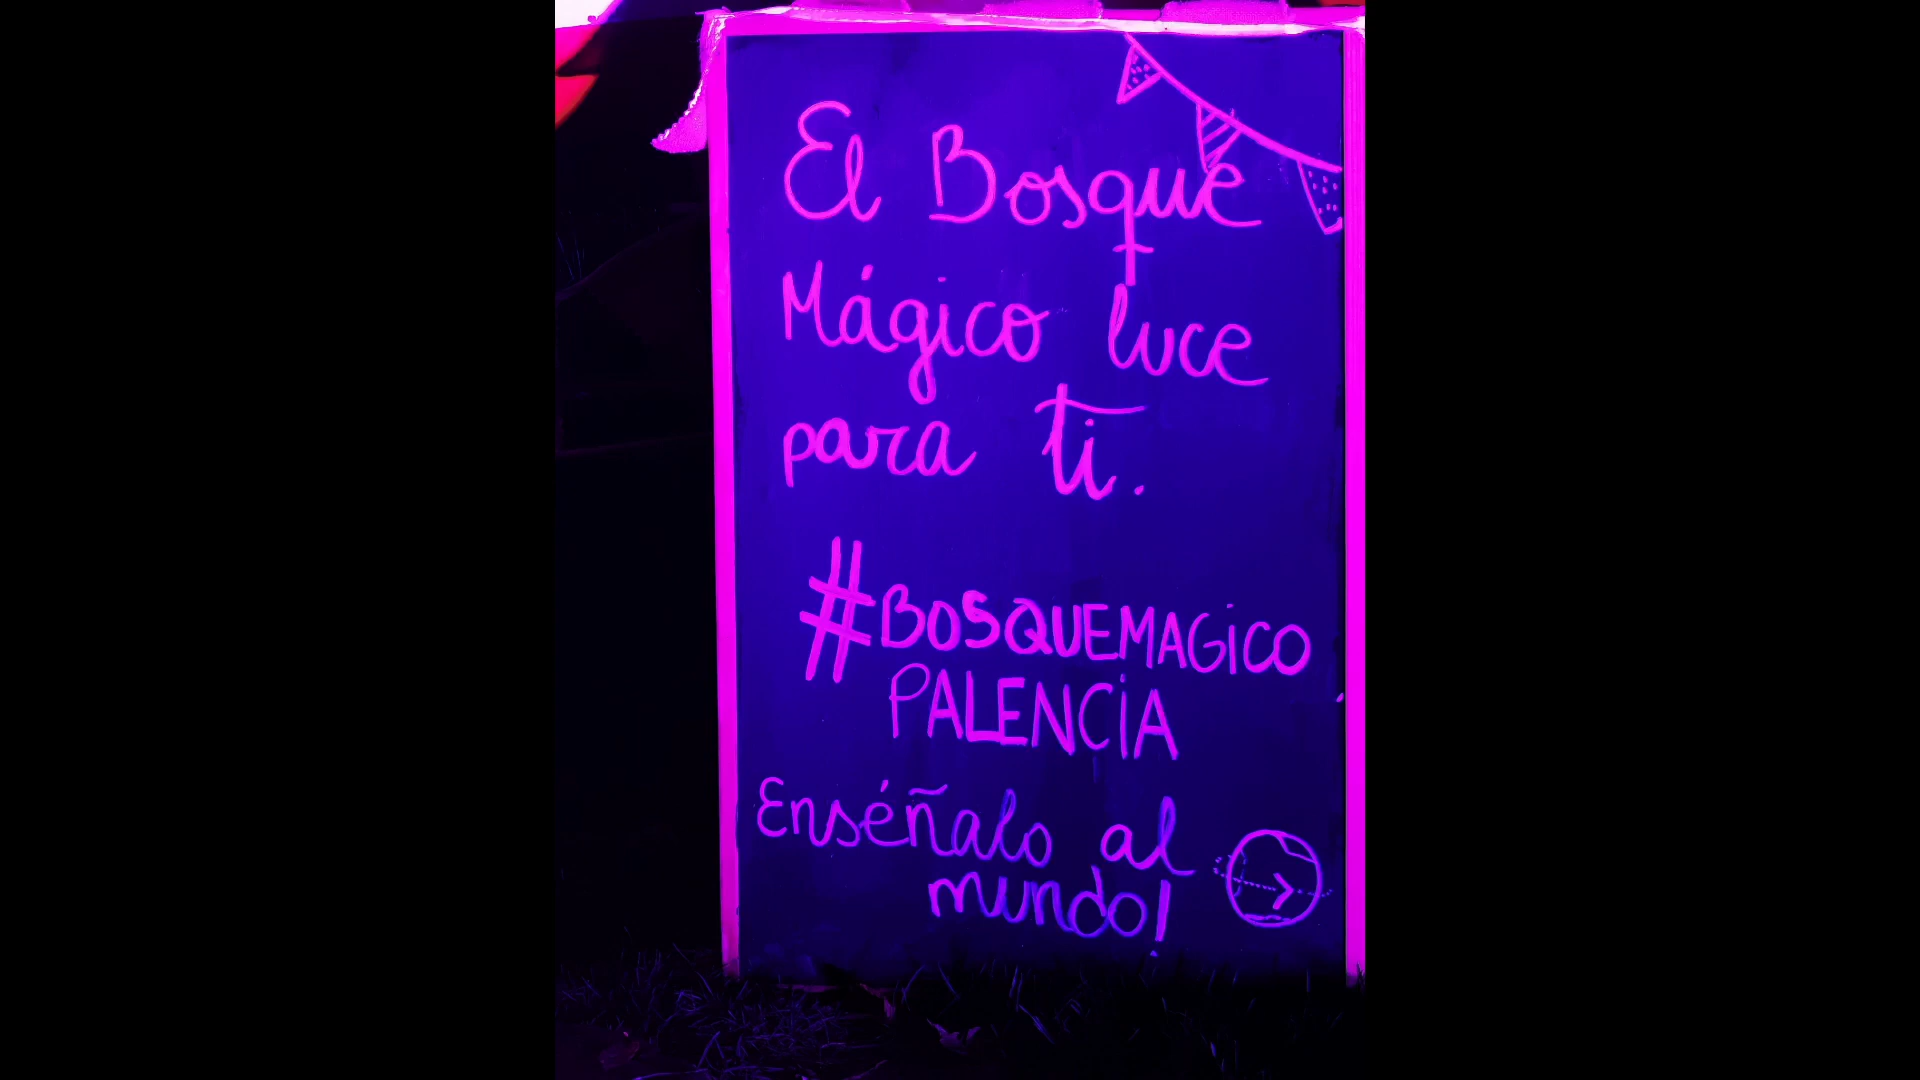 El Bosque
Mágico luce
para ti.
#BOSQUEMAGICO
PALENCiA
Enséñalo al
mundo!